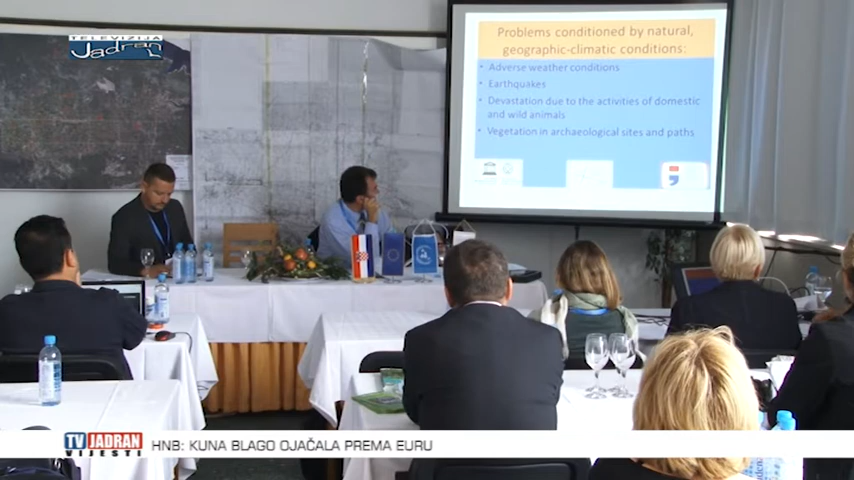 TELEVIZIJA
Jadran
Problems conditioned by natural,
geographic-climatic conditions:
• Adverse weather conditions
• Earthquakes
• Devastation due to the activities of domestic
and wild animals
• Vegetation in archaeological sites and paths
TV JADRAN
VIJESTI
HNB: KUNA BLAGO OJAČALA PREMA EURU